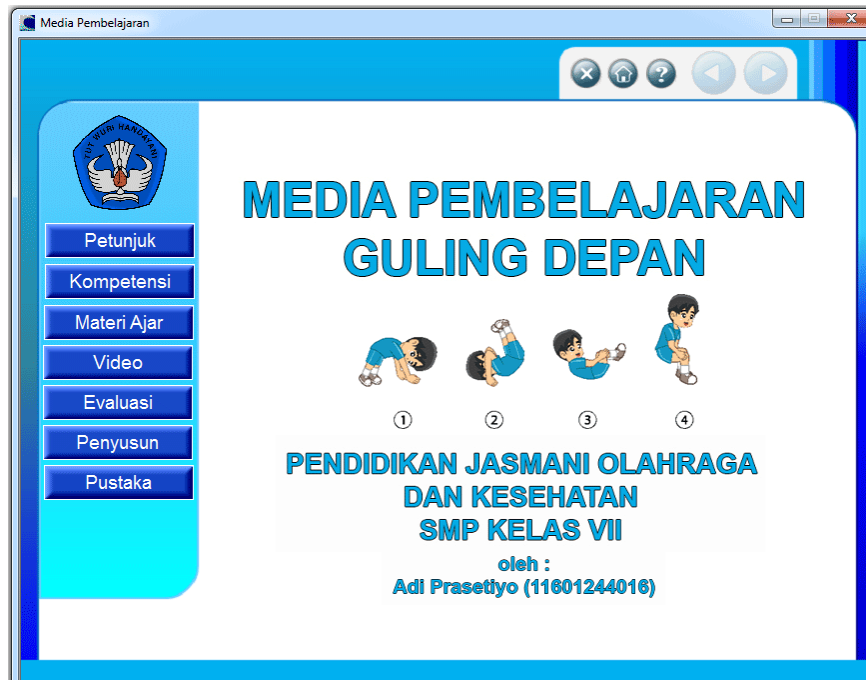 Media Pembelajaran
?
TUT WURI HANDAYANI
Petunjuk
Kompetensi
Materi Ajar
Video
Evaluasi
Penyusun
Pustaka
MEDIA PEMBELAJARAN
GULING DEPAN
① ② ③ ④
PENDIDIKAN JASMANI OLAHRAGA
DAN KESEHATAN
SMP KELAS VII
oleh :
Adi Prasetiyo (11601244016)